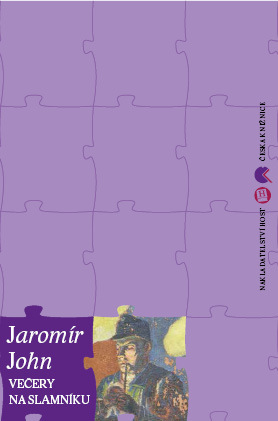 ČESKÁ KNIŽNICE
H
NAKLADATELSTVÍ HOST
Jaromír
John
VEČERY
NA SLAMNÍKU